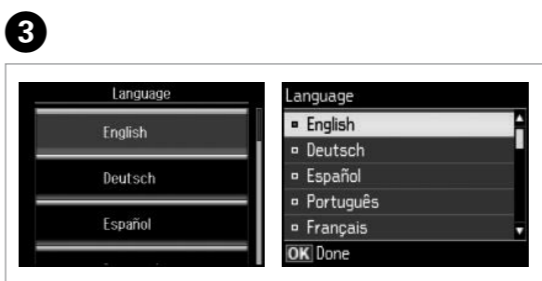 3
Language
English
Deutsch
Español
Language
English
Deutsch
Español
Português
Français
OK Done